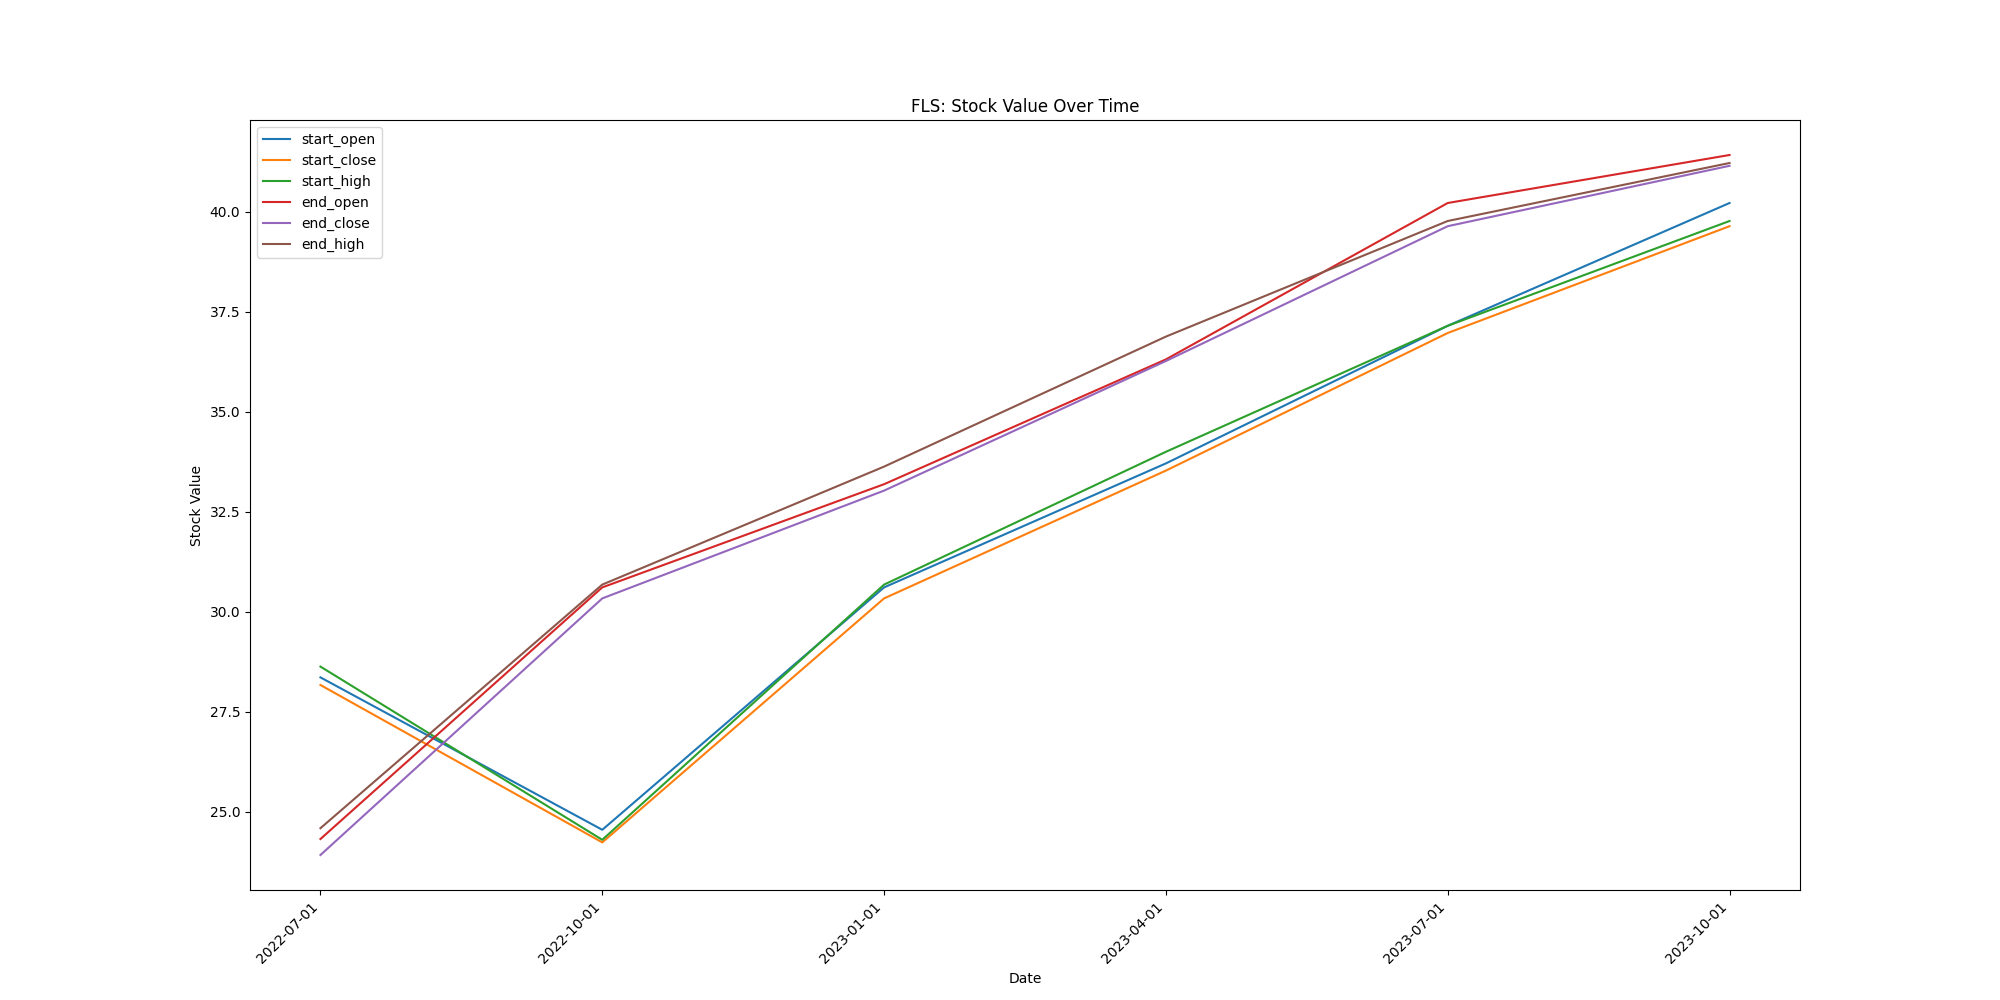 FLS: Stock Value Over Time
start_open
start_close
start_high
end_open
end_close
end_high
Stock Value
40.0
37.5
35.0
32.5
30.0
27.5
25.0
2022-07-01
2022-10-01
2023-01-01
2023-04-01
2023-07-01
2023-10-01
Date